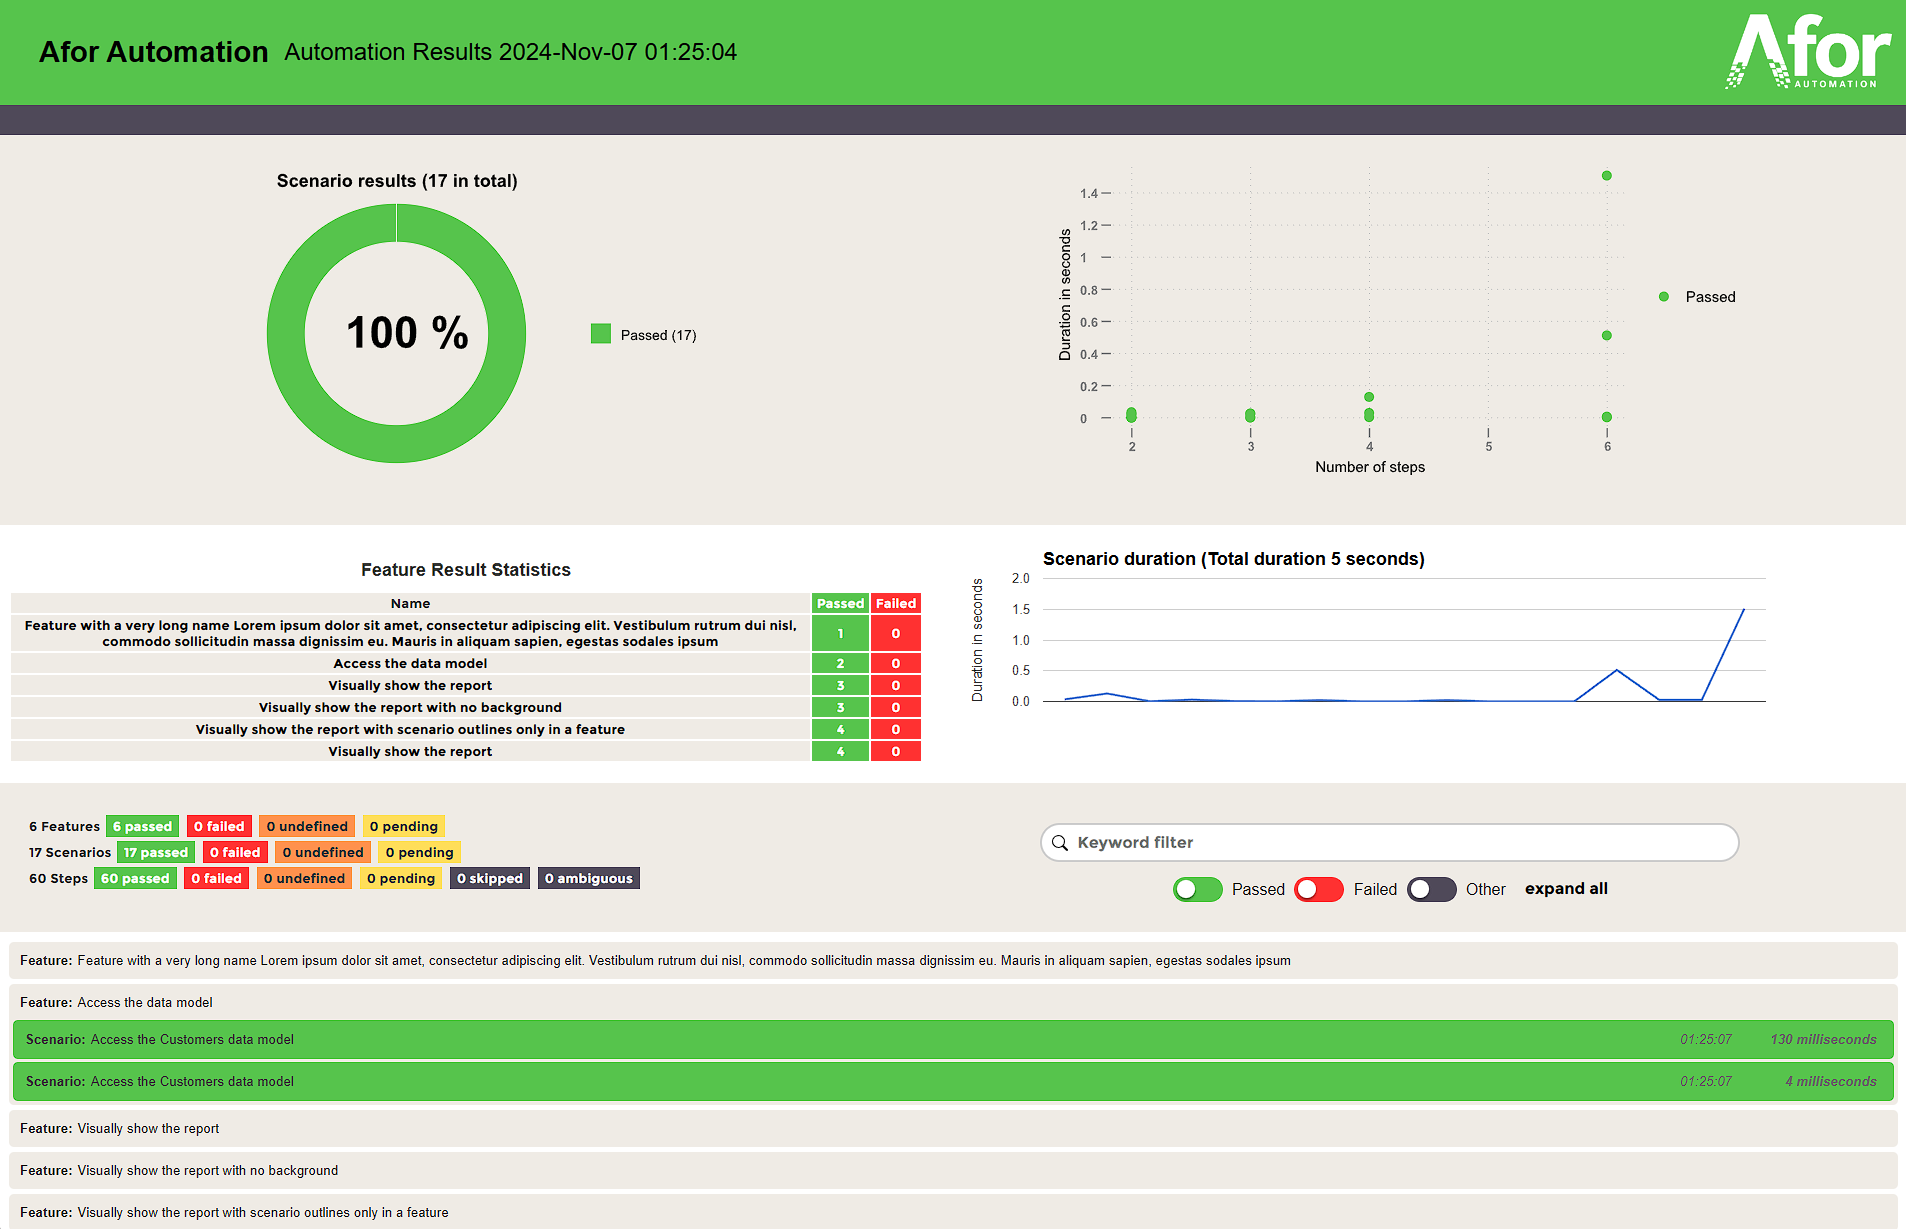 Afor Automation Automation Results 2024-Nov-07 01:25:04
Afor
AUTOMATION
Scenario results (17 in total)
100 %
Passed (17)
Duration in seconds
1.4
1.2
1
0.8
0.6
0.4
0.2
0
2 3 4 5 6
Number of steps
Passed
Feature Result Statistics
Name Passed Failed
Feature with a very long name Lorem ipsum dolor sit amet, consectetur adipiscing elit. Vestibulum rutrum dui nisl,
commodo sollicitudin massa dignissim eu. Mauris in aliquam sapien, egestas sodales ipsum 1 0
Access the data model 2 0
Visually show the report 3 0
Visually show the report with no background 3 0
Visually show the report with scenario outlines only in a feature 4 0
Visually show the report 4 0
Scenario duration (Total duration 5 seconds)
Duration in seconds
2.0
1.5
1.0
0.5
0.0
6 Features 6 passed 0 failed 0 undefined 0 pending
17 Scenarios 17 passed 0 failed 0 undefined 0 pending
60 Steps 60 passed 0 failed 0 undefined 0 pending 0 skipped 0 ambiguous
Keyword filter
Passed Failed Other expand all
Feature: Feature with a very long name Lorem ipsum dolor sit amet, consectetur adipiscing elit. Vestibulum rutrum dui nisl, commodo sollicitudin massa dignissim eu. Mauris in aliquam sapien, egestas sodales ipsum
Feature: Access the data model
Scenario: Access the Customers data model 01:25:07 130 milliseconds
Scenario: Access the Customers data model 01:25:07 4 milliseconds
Feature: Visually show the report
Feature: Visually show the report with no background
Feature: Visually show the report with scenario outlines only in a feature